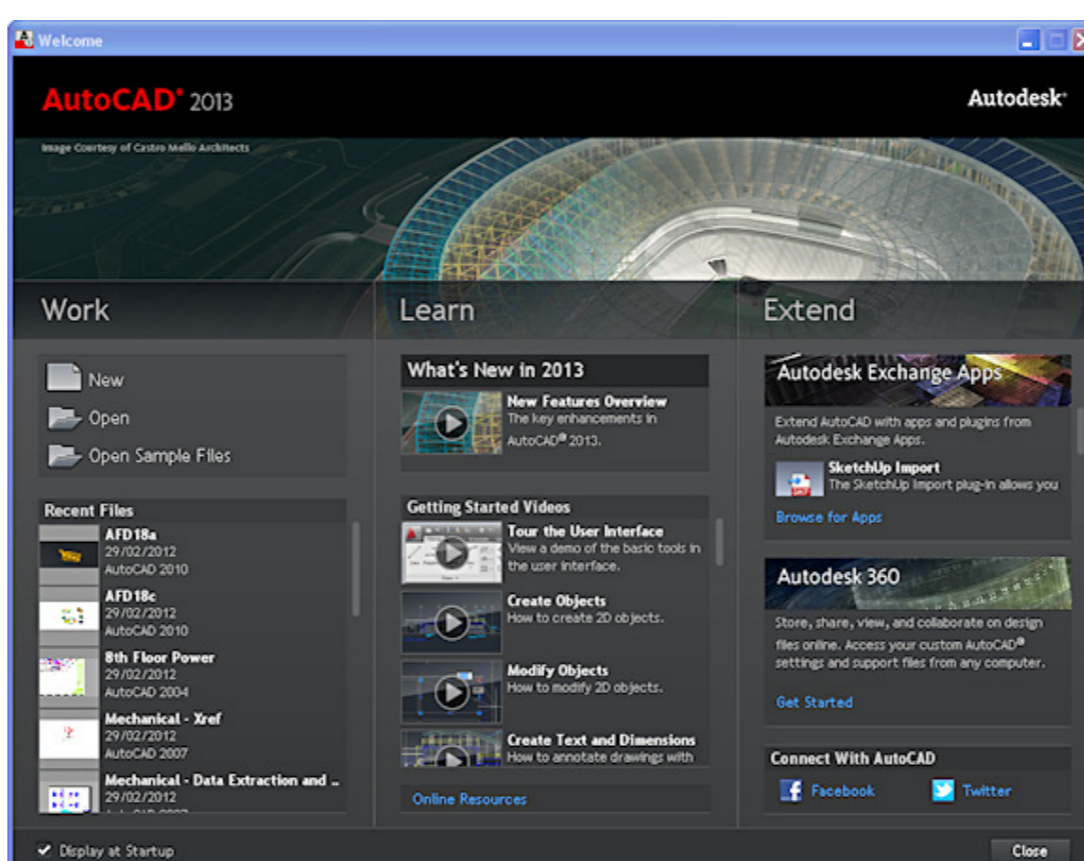 Welcome
AutoCAD® 2013
Autodesk®
Image Courtesy of Castro Mello Architects
Work
New
Open
Open Sample Files
Recent Files
AFD18a
29/02/2012
AutoCAD 2010
AFD18c
29/02/2012
AutoCAD 2010
8th Floor Power
29/02/2012
AutoCAD 2004
Mechanical - Xref
29/02/2012
AutoCAD 2007
Mechanical - Data Extraction and ..
29/02/2012
Learn
What's New in 2013
New Features Overview
The key enhancements in
AutoCAD® 2013.
Getting Started Videos
Tour the User Interface
View a demo of the basic tools in
the user interface.
Create Objects
How to create 2D objects.
Modify Objects
How to modify 2D objects.
Create Text and Dimensions
How to annotate drawings with
Online Resources
Extend
Autodesk Exchange Apps
Extend AutoCAD with apps and plugins from
Autodesk Exchange Apps.
SketchUp Import
The SketchUp Import plug-in allows you
Browse for Apps
Autodesk 360
Store, share, view, and collaborate on design
files online. Access your custom AutoCAD®
settings and support files from any computer.
Get Started
Connect With AutoCAD
Facebook
Twitter
Display at Startup
Close